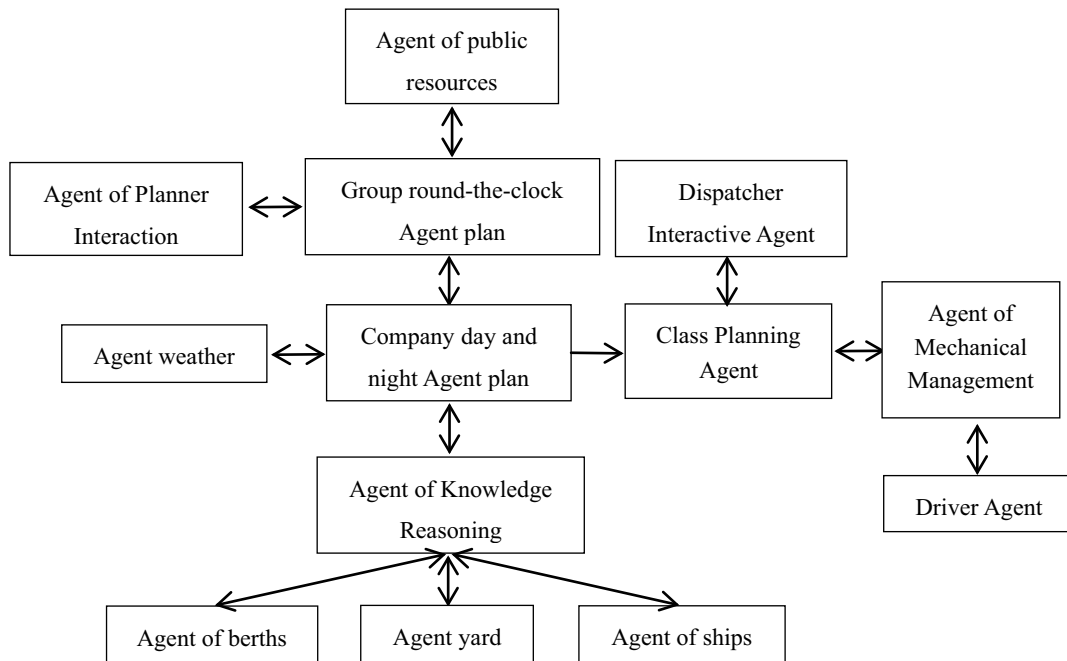 Agent of public
resources
Agent of Planner
Interaction
Group round-the-clock
Agent plan
Dispatcher
Interactive Agent
Agent weather
Company day and
night Agent plan
Class Planning
Agent
Agent of
Mechanical
Management
Agent of Knowledge
Reasoning
Driver Agent
Agent of berths
Agent yard
Agent of ships